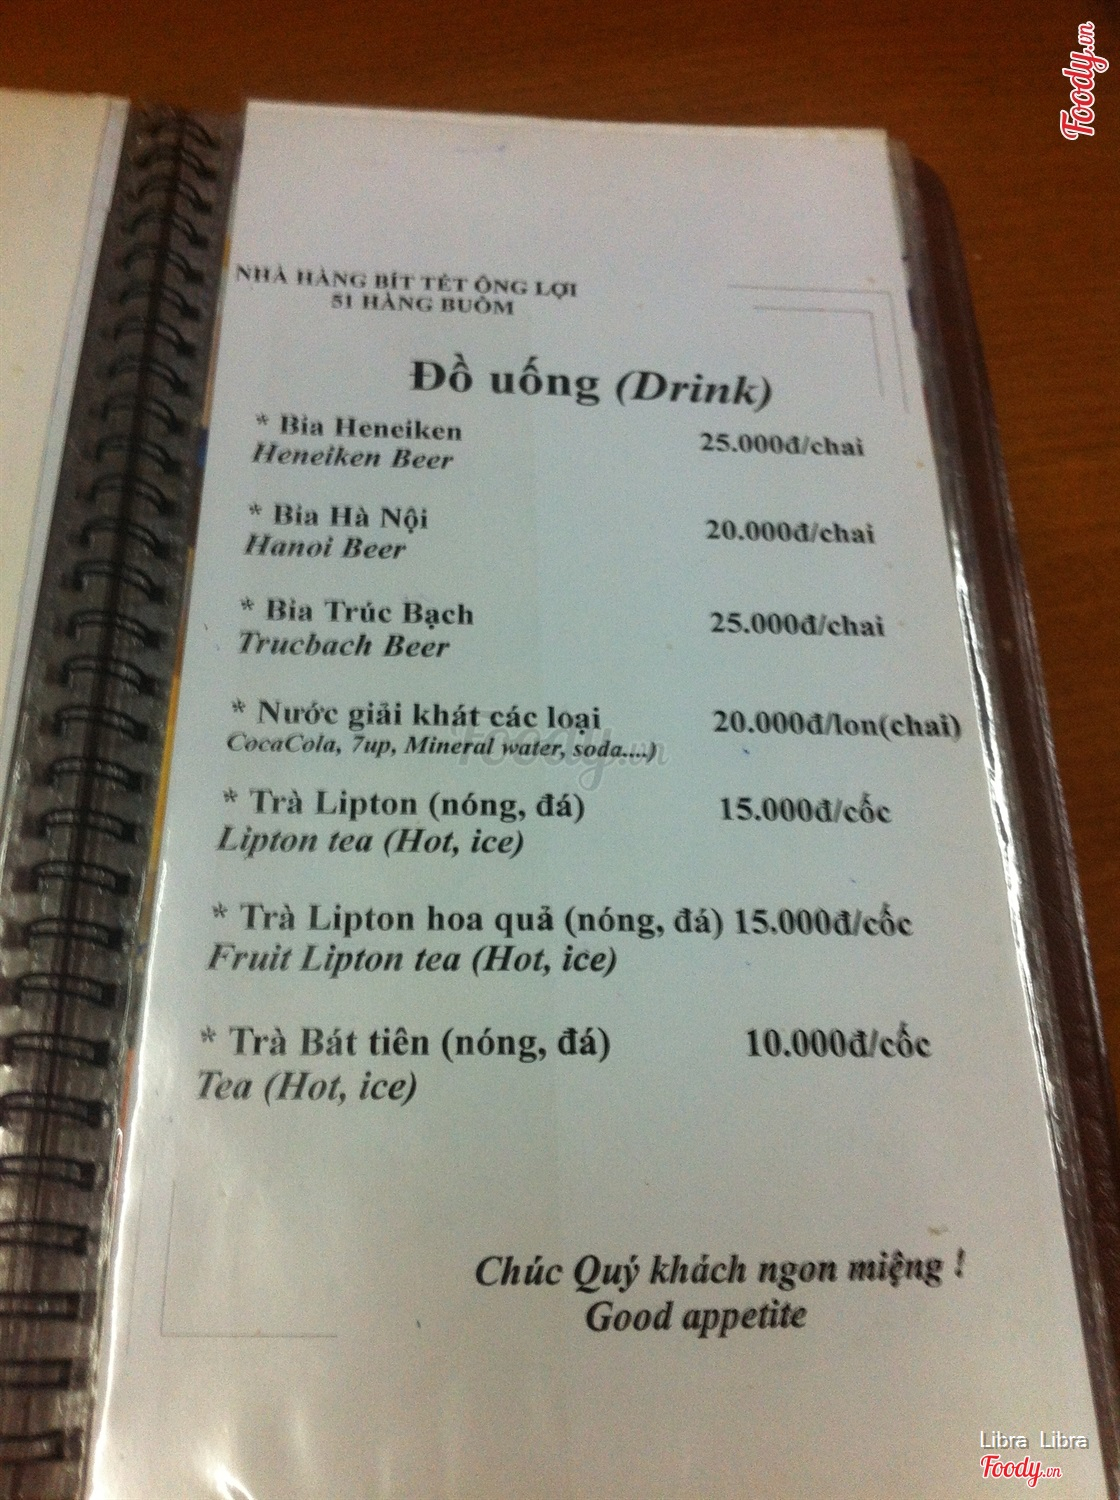 Foody.vn
NHÀ HÀNG BÍT TẾT ÔNG LỢI
51 HÀNG BUỒM
Đồ uống (Drink)
* Bia Heneiken 25.000đ/chai
Heneiken Beer
* Bia Hà Nội 20.000đ/chai
Hanoi Beer
* Bia Trúc Bạch 25.000đ/chai
Trucbach Beer
* Nước giải khát các loại 20.000đ/lon(chai)
CocaCola, 7up, Mineral water, soda....)
Foody.vn
* Trà Lipton (nóng, đá) 15.000đ/cốc
Lipton tea (Hot, ice)
* Trà Lipton hoa quả (nóng, đá) 15.000đ/cốc
Fruit Lipton tea (Hot, ice)
* Trà Bát tiên (nóng, đá) 10.000đ/cốc
Tea (Hot, ice)
Chúc Quý khách ngon miệng !
Good appetite
Libra Libra
Foody.vn